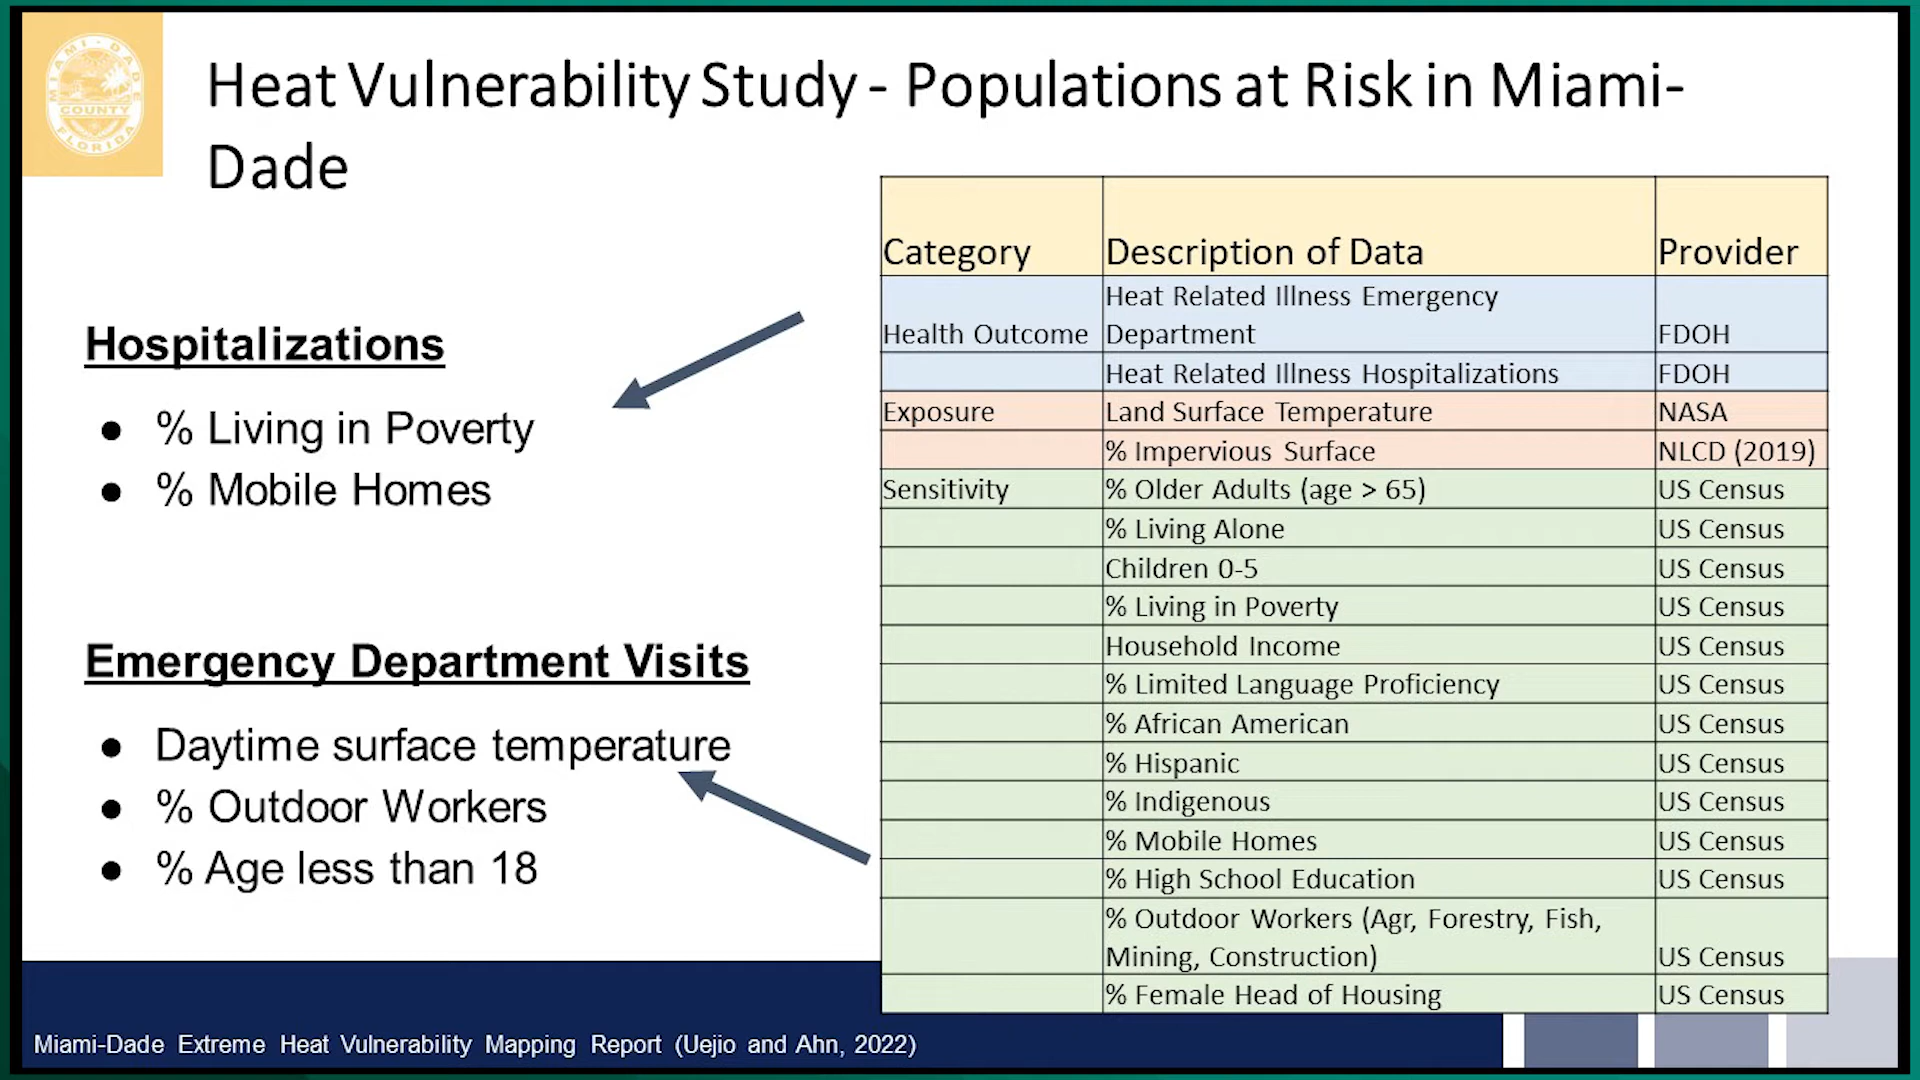 MIAMI-DADE
COUNTY
FLORIDA
Heat Vulnerability Study - Populations at Risk in Miami-
Dade
Hospitalizations
● % Living in Poverty
● % Mobile Homes
Emergency Department Visits
● Daytime surface temperature
● % Outdoor Workers
● % Age less than 18
Category Description of Data Provider
Heat Related Illness Emergency
Health Outcome Department FDOH
Heat Related Illness Hospitalizations FDOH
Exposure Land Surface Temperature NASA
% Impervious Surface NLCD (2019)
Sensitivity % Older Adults (age > 65) US Census
% Living Alone US Census
Children 0-5 US Census
% Living in Poverty US Census
Household Income US Census
% Limited Language Proficiency US Census
% African American US Census
% Hispanic US Census
% Indigenous US Census
% Mobile Homes US Census
% High School Education US Census
% Outdoor Workers (Agr, Forestry, Fish,
Mining, Construction) US Census
% Female Head of Housing US Census
Miami-Dade Extreme Heat Vulnerability Mapping Report (Uejio and Ahn, 2022)